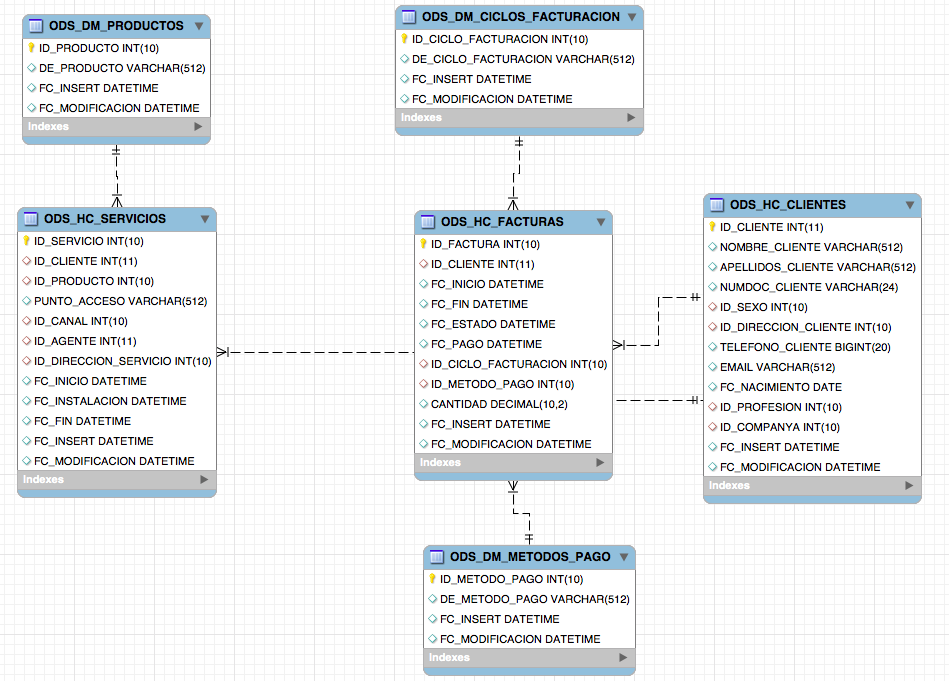 ODS_DM_PRODUCTOS
ID_PRODUCTO INT(10)
DE_PRODUCTO VARCHAR(512)
FC_INSERT DATETIME
FC_MODIFICACION DATETIME
Indexes
ODS_DM_CICLOS_FACTURACION
ID_CICLO_FACTURACION INT(10)
DE_CICLO_FACTURACION VARCHAR(512)
FC_INSERT DATETIME
FC_MODIFICACION DATETIME
Indexes
ODS_HC_SERVICIOS
ID_SERVICIO INT(10)
ID_CLIENTE INT(11)
ID_PRODUCTO INT(10)
PUNTO_ACCESO VARCHAR(512)
ID_CANAL INT(10)
ID_AGENTE INT(11)
ID_DIRECCION_SERVICIO INT(10)
FC_INICIO DATETIME
FC_INSTALACION DATETIME
FC_FIN DATETIME
FC_INSERT DATETIME
FC_MODIFICACION DATETIME
Indexes
ODS_HC_FACTURAS
ID_FACTURA INT(10)
ID_CLIENTE INT(11)
FC_INICIO DATETIME
FC_FIN DATETIME
FC_ESTADO DATETIME
FC_PAGO DATETIME
ID_CICLO_FACTURACION INT(10)
ID_METODO_PAGO INT(10)
CANTIDAD DECIMAL(10,2)
FC_INSERT DATETIME
FC_MODIFICACION DATETIME
Indexes
ODS_HC_CLIENTES
ID_CLIENTE INT(11)
NOMBRE_CLIENTE VARCHAR(512)
APELLIDOS_CLIENTE VARCHAR(512)
NUMDOC_CLIENTE VARCHAR(24)
ID_SEXO INT(10)
ID_DIRECCION_CLIENTE INT(10)
TELEFONO_CLIENTE BIGINT(20)
EMAIL VARCHAR(512)
FC_NACIMIENTO DATE
ID_PROFESION INT(10)
ID_COMPANYA INT(10)
FC_INSERT DATETIME
FC_MODIFICACION DATETIME
Indexes
ODS_DM_METODOS_PAGO
ID_METODO_PAGO INT(10)
DE_METODO_PAGO VARCHAR(512)
FC_INSERT DATETIME
FC_MODIFICACION DATETIME
Indexes